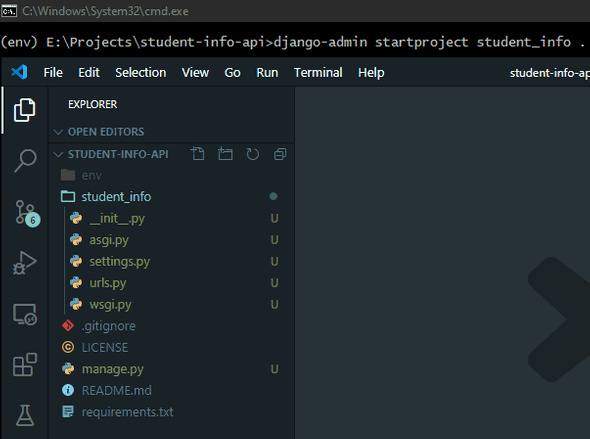 C:\Windows\System32\cmd.exe
(env) E:\Projects\student-info-api>django-admin startproject student_info .
File Edit Selection View Go Run Terminal Help student-info-ap
EXPLORER
OPEN EDITORS
STUDENT-INFO-API
env
student_info
__init__.py U
asgi.py U
settings.py U
urls.py U
wsgi.py U
.gitignore
LICENSE
manage.py U
README.md
requirements.txt
6